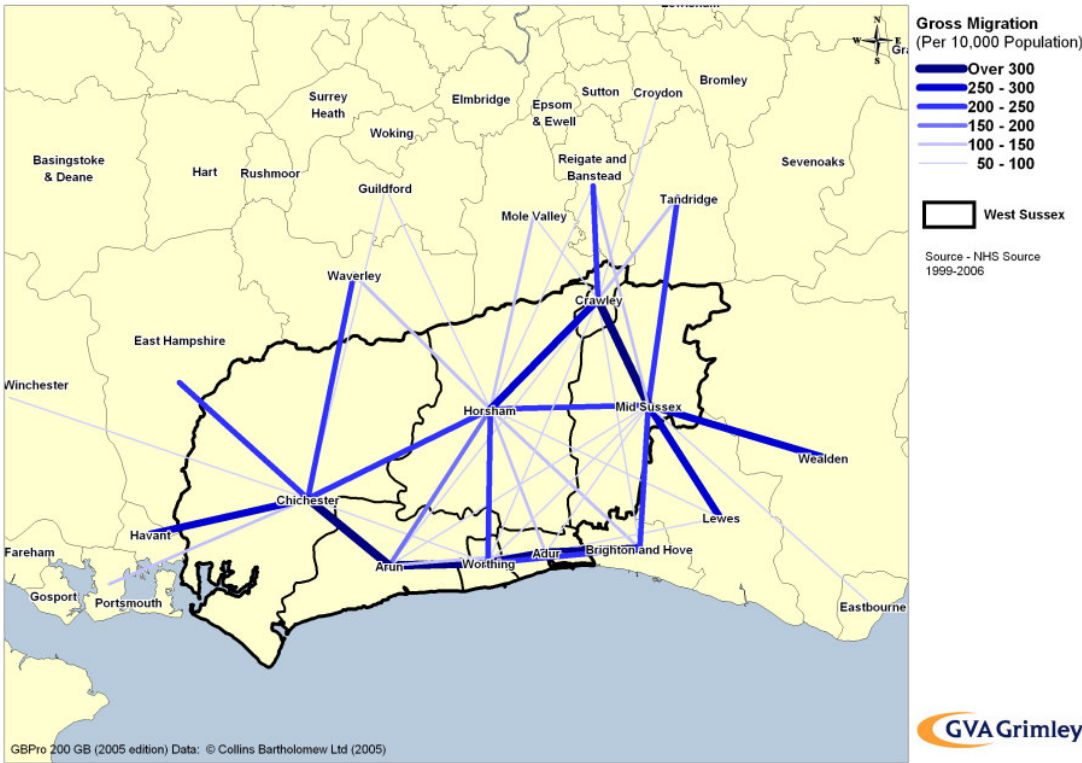 Lewisham
N
W E
S
Gra
Bromley
Sutton
Croydon
Surrey
Heath
Elmbridge
Epsom
& Ewell
Woking
Basingstoke
& Deane
Hart
Rushmoor
Guildford
Reigate and
Banstead
Sevenoaks
Tandridge
Mole Valley
Waverley
Crawley
East Hampshire
Winchester
Horsham
Mid Sussex
Wealden
Chichester
Lewes
Havant
Fareham
Arun
Worthing
Adur
Brighton and Hove
Gosport
Portsmouth
Eastbourne
GBPro 200 GB (2005 edition) Data: © Collins Bartholomew Ltd (2005)
Gross Migration
(Per 10,000 Population)
Over 300
250 - 300
200 - 250
150 - 200
100 - 150
50 - 100
West Sussex
Source - NHS Source
1999-2006
GVA Grimley